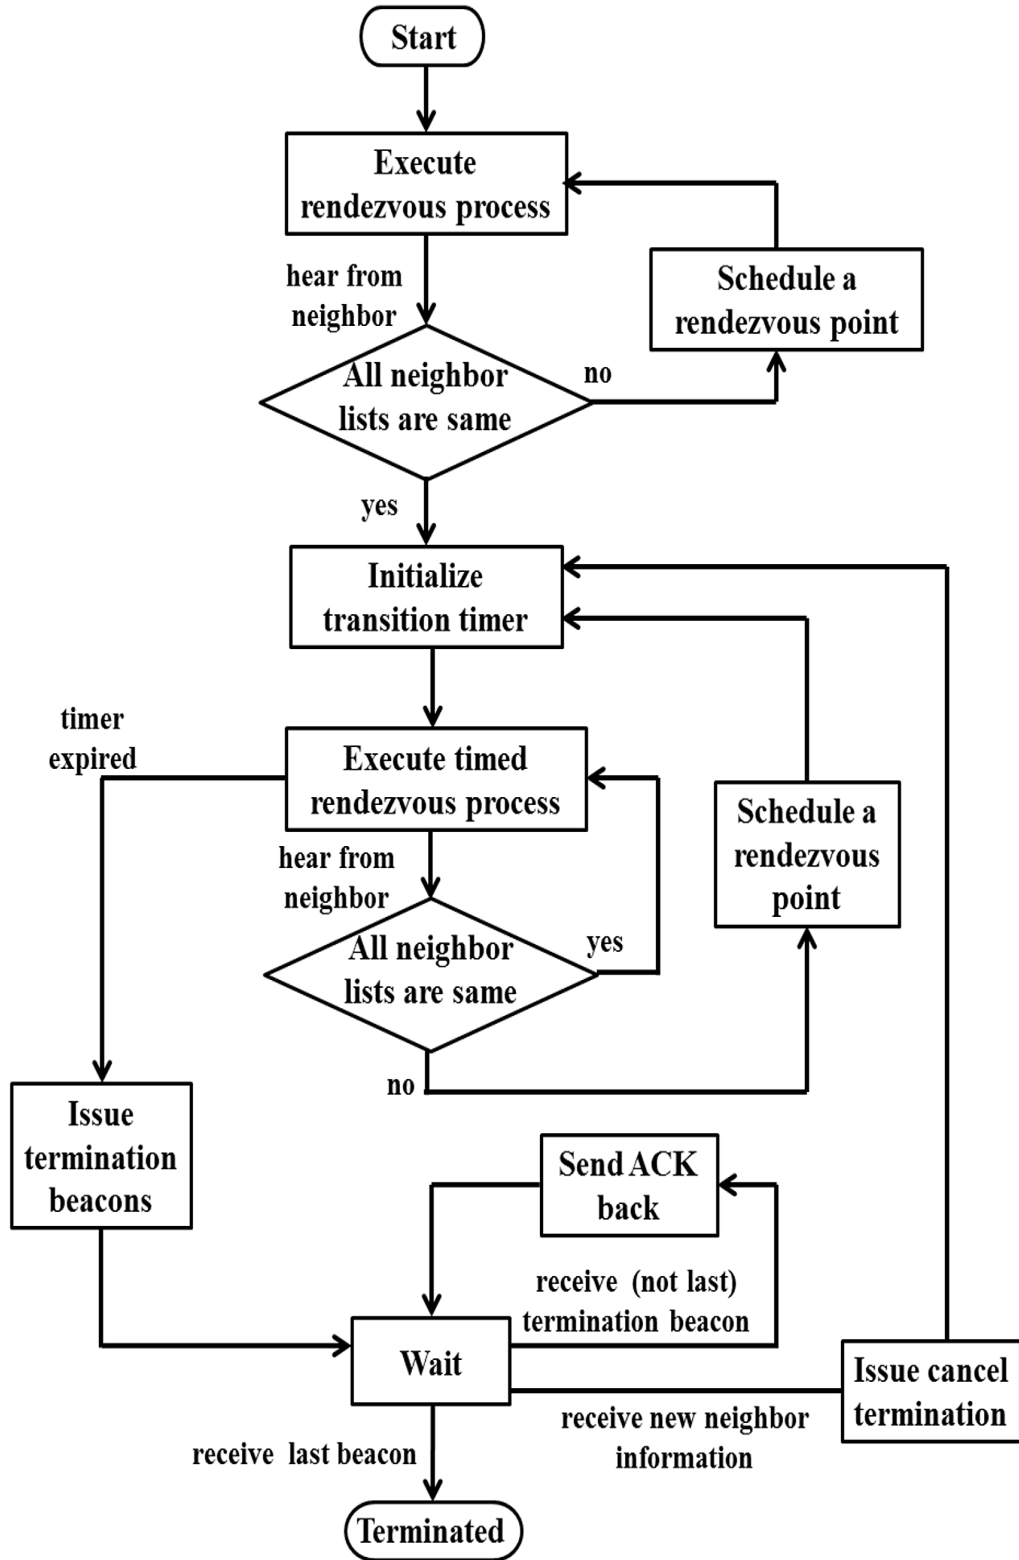 Start
Execute
rendezvous process
hear from
neighbor
Schedule a
rendezvous point
All neighbor
lists are same
no
yes
Initialize
transition timer
timer
expired
Execute timed
rendezvous process
Schedule a
rendezvous
point
hear from
neighbor
All neighbor
lists are same
yes
no
Issue
termination
beacons
Send ACK
back
receive (not last)
termination beacon
Wait
Issue cancel
termination
receive new neighbor
information
receive last beacon
Terminated